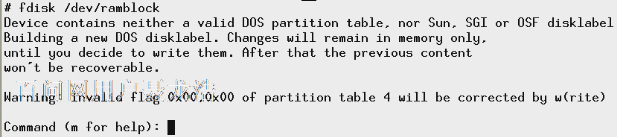 # fdisk /dev/ramblock
Device contains neither a valid DOS partition table, nor Sun, SGI or OSF disklabel
Building a new DOS disklabel. Changes will remain in memory only,
until you decide to write them. After that the previous content
won't be recoverable.
Warning: invalid flag 0x00,0x00 of partition table 4 will be corrected by w(rite)
Command (m for help):